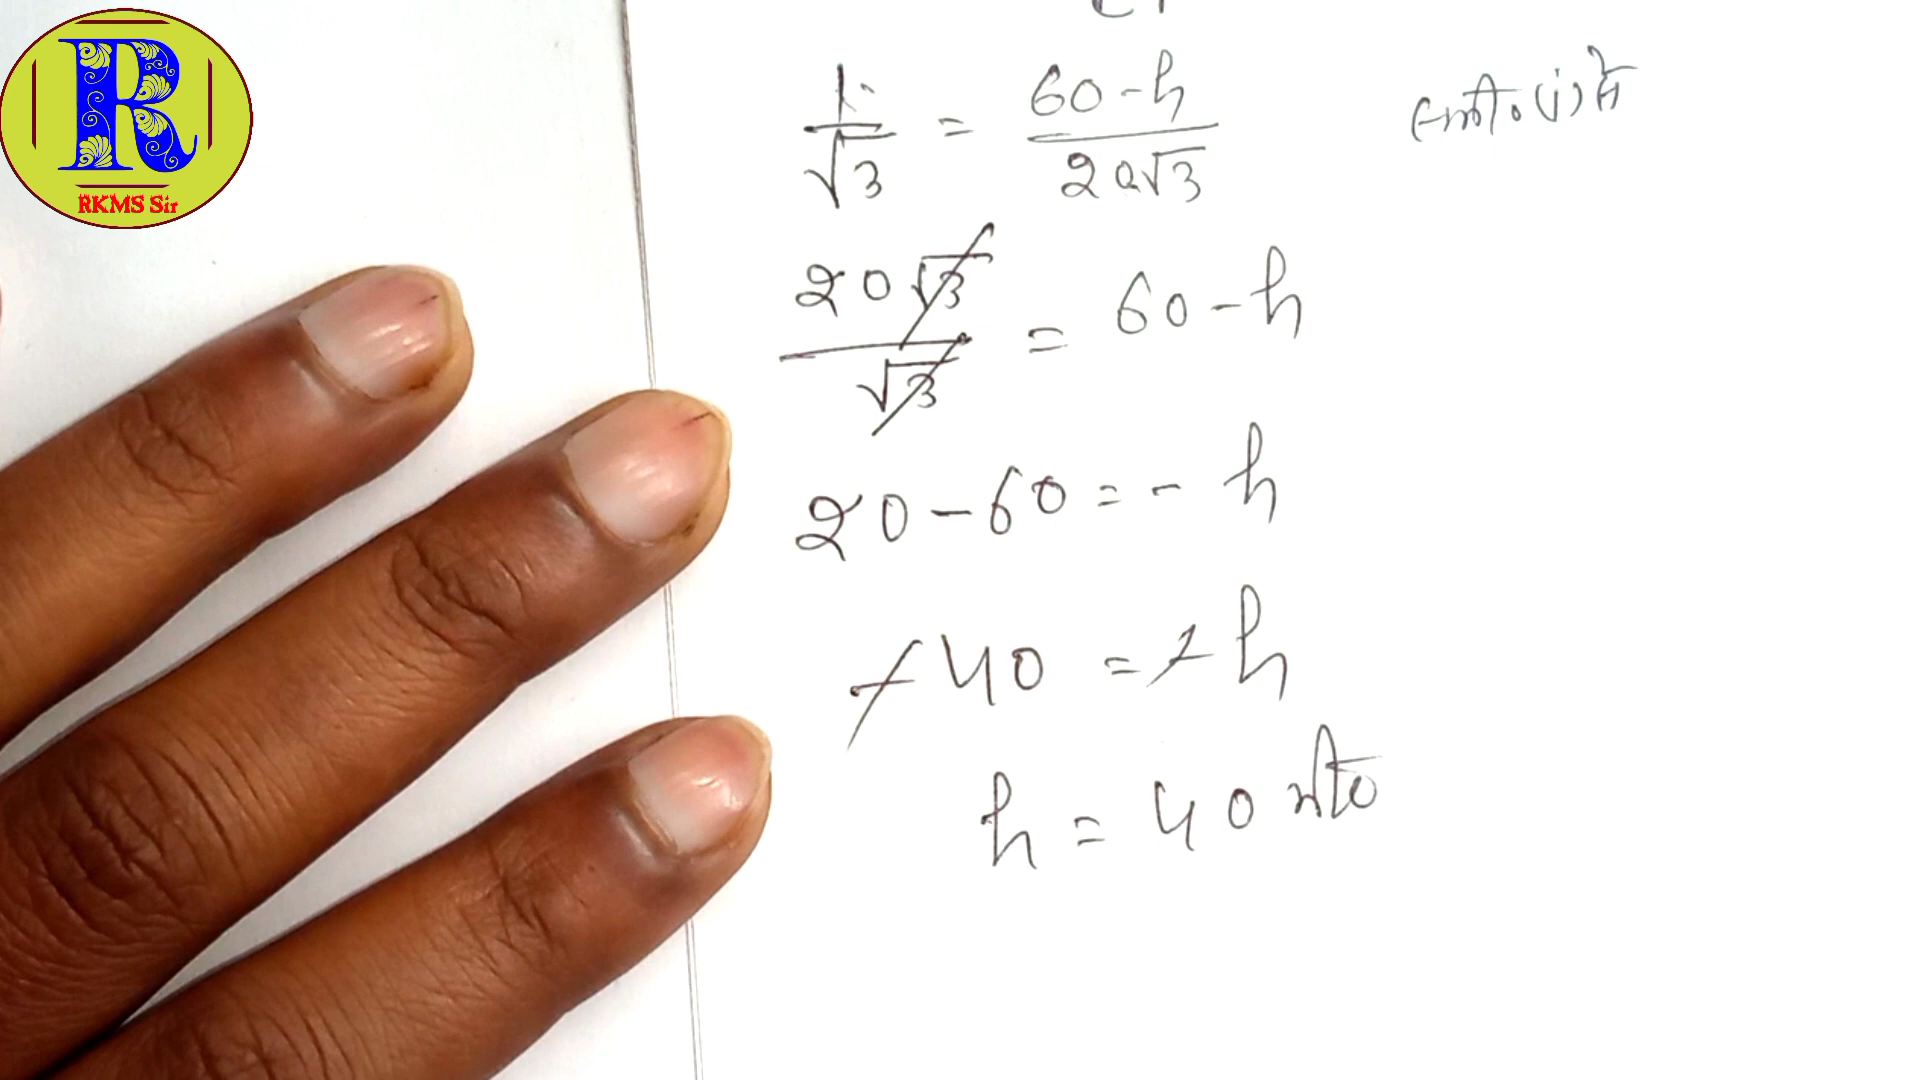 R
RKMS Sir
1/√3 = (60-h)/(20√3) समी०(i)से
20√3/√3 = 60-h
20-60=-h
-40 = -h
h = 40 मी०